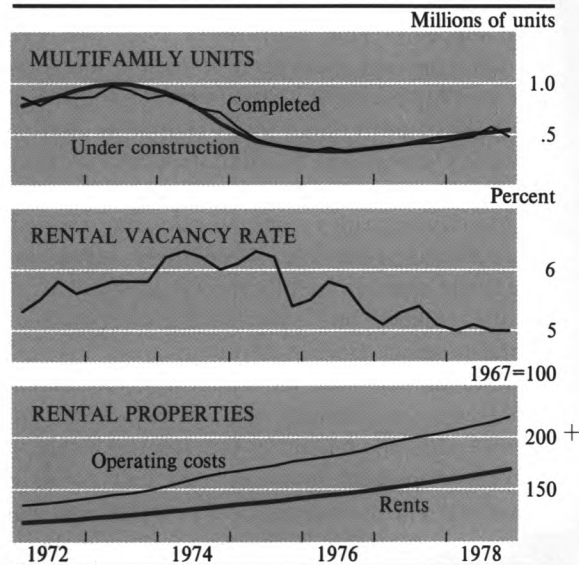 Millions of units
MULTIFAMILY UNITS
1.0
Completed
Under construction
.5
Percent
RENTAL VACANCY RATE
6
5
1967=100
RENTAL PROPERTIES
200 +
Operating costs
150
Rents
1972 1974 1976 1978